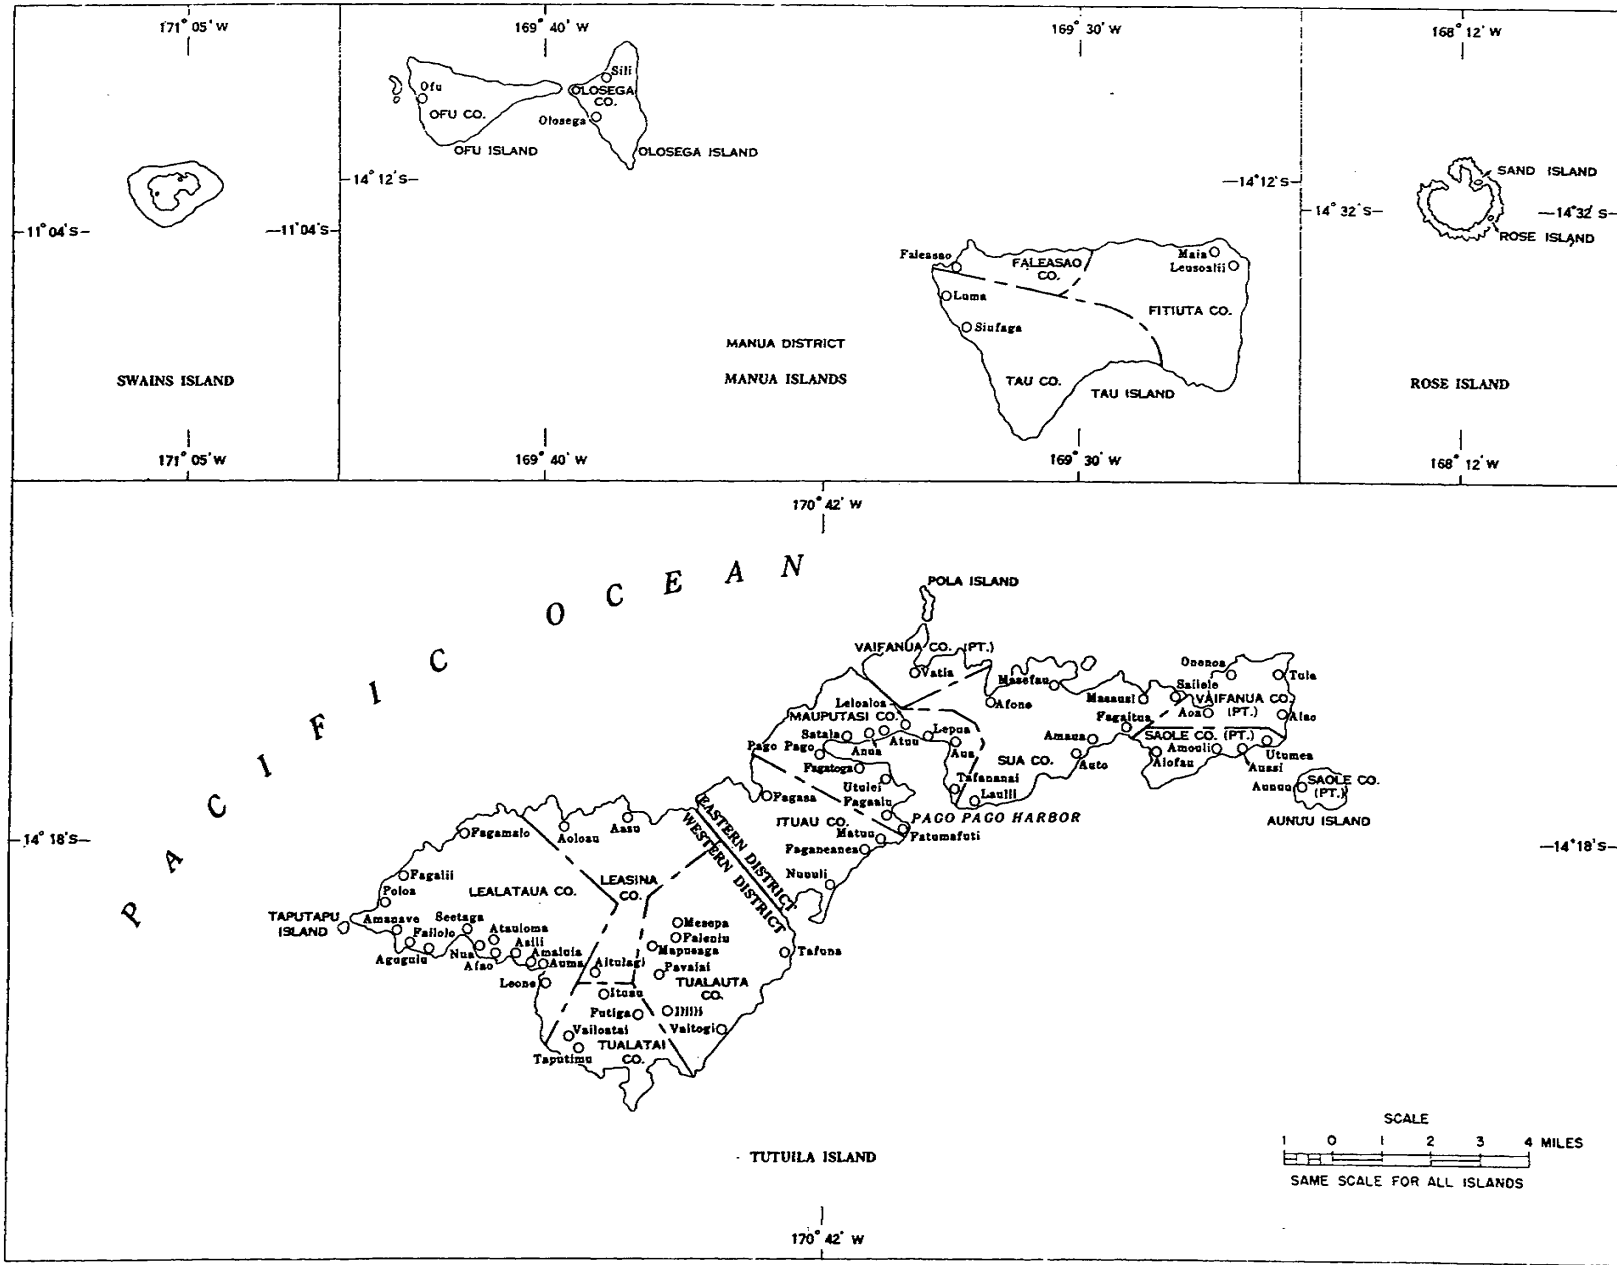 171° 05' W
169° 40' W
169° 30' W
168° 12' W
Sili
Ofu
OLOSEGA
CO.
OFU CO.
Olosega
OFU ISLAND
OLOSEGA ISLAND
14° 12'S
14° 12'S
SAND ISLAND
14° 32'S
14° 32'S
ROSE ISLAND
11° 04'S
11° 04'S
Faleasao
FALEASAO
CO.
Maia
Leusoalii
Luma
FITIUTA CO.
Siufaga
MANUA DISTRICT
MANUA ISLANDS
SWAINS ISLAND
TAU CO.
TAU ISLAND
ROSE ISLAND
171° 05' W
169° 40' W
169° 30' W
168° 12' W
170° 42' W
PACIFIC OCEAN
POLA ISLAND
VAIFANUA CO. (PT.)
Vatia
Masefau
Onenoa
Tula
Sailele
Masausi
VAIFANUA CO.
(PT.)
Aoa
Alao
Leloaloa
Afono
MAUPUTASI CO.
Fagaitua
Satala
Anua
Atuu
Lepua
Aua
Amaua
SAOLE CO. (PT.)
Amouli
Utumea
Pago Pago
SUA CO.
Auto
Alofau
Aussi
Fagatoga
Utulei
Tafananai
SAOLE CO.
(PT.)
Aunuu
Fagasa
Fagaalu
Laulii
PAGO PAGO HARBOR
AUNUU ISLAND
ITUAU CO.
Matuu
Fatumafuti
Faganeanea
EASTERN DISTRICT
WESTERN DISTRICT
Nuuuli
14° 18'S
14° 18'S
Fagamalo
Aoloau
Aasu
Fagalii
Poloa
LEALATAUA CO.
LEASINA
CO.
TAPUTAPU
ISLAND
Amanave
Failolo
Seetaga
Atauloma
Agugulu
Nua
Afao
Asili
Amaluia
Auma
Leone
Aitulagi
Mesepa
Faleniu
Mapusaga
Pavaiai
Tafuna
TUALAUTA
CO.
Ituau
Futiga
Iliili
Vaitogi
Vailoatai
Taputimu
TUALATAI
CO.
TUTUILA ISLAND
SCALE
1 0 1 2 3 4 MILES
SAME SCALE FOR ALL ISLANDS
170° 42' W